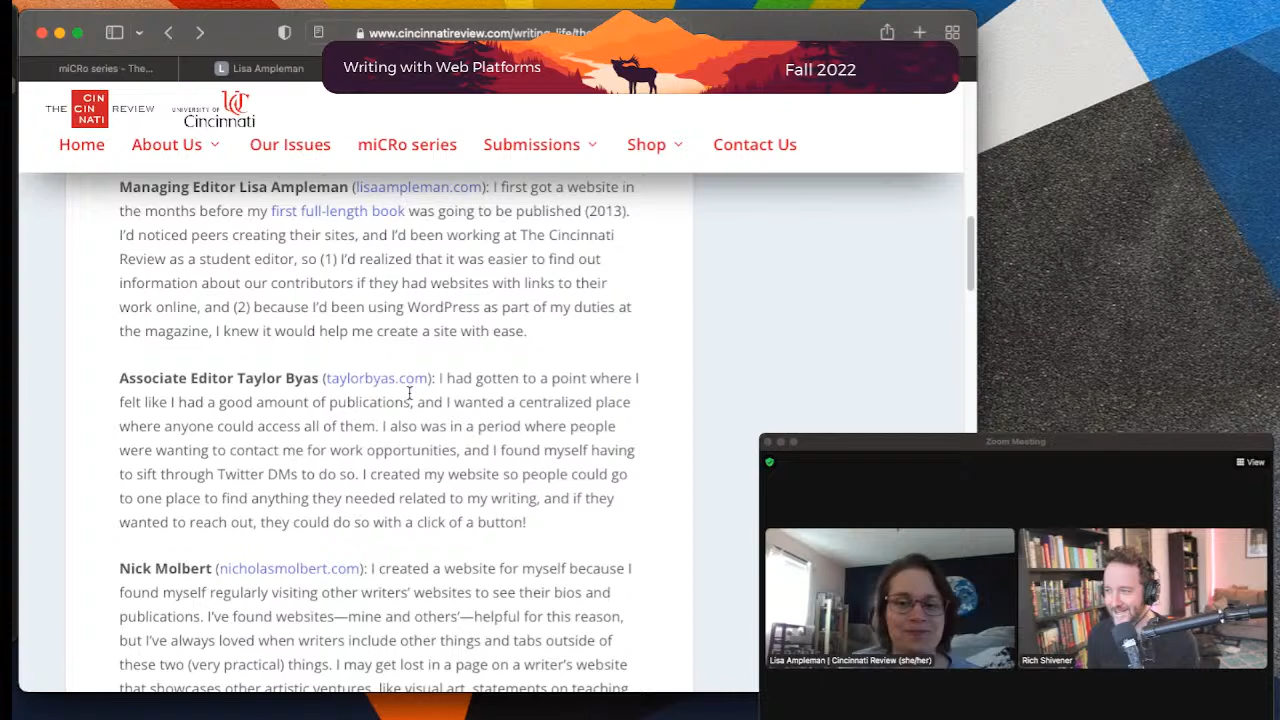 www.cincinnatireview.com/writing_life/the
Writing with Web Platforms
Fall 2022
miCRo series - The...
L Lisa Ampleman
THE CIN CIN NATI REVIEW
UNIVERSITY OF Cincinnati
Home About Us Our Issues miCRo series Submissions Shop Contact Us
Managing Editor Lisa Ampleman (lisaampleman.com): I first got a website in
the months before my first full-length book was going to be published (2013).
I'd noticed peers creating their sites, and I'd been working at The Cincinnati
Review as a student editor, so (1) I'd realized that it was easier to find out
information about our contributors if they had websites with links to their
work online, and (2) because I'd been using WordPress as part of my duties at
the magazine, I knew it would help me create a site with ease.
Associate Editor Taylor Byas (taylorbyas.com): I had gotten to a point where I
felt like I had a good amount of publications, and I wanted a centralized place
where anyone could access all of them. I also was in a period where people
were wanting to contact me for work opportunities, and I found myself having
to sift through Twitter DMs to do so. I created my website so people could go
to one place to find anything they needed related to my writing, and if they
wanted to reach out, they could do so with a click of a button!
Nick Molbert (nicholasmolbert.com): I created a website for myself because I
found myself regularly visiting other writers' websites to see their bios and
publications. I've found websites—mine and others'—helpful for this reason,
but I've always loved when writers include other things and tabs outside of
these two (very practical) things. I may get lost in a page on a writer's website
that showcases other artistic ventures, like visual art, statements on teaching
Zoom Meeting
View
Lisa Ampleman | Cincinnati Review (she/her)
Rich Shivener